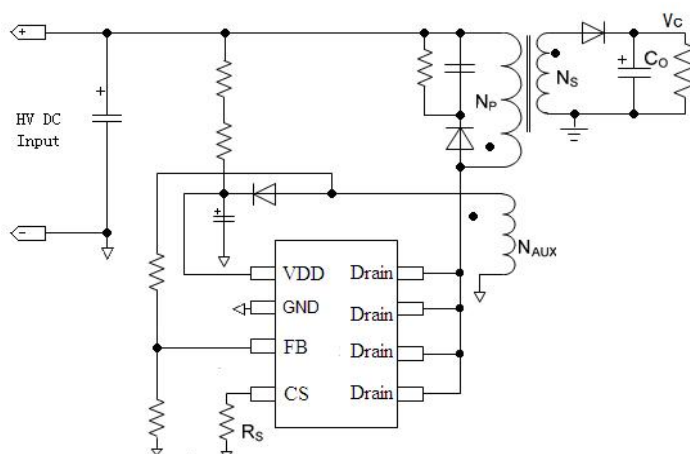 +
+
+
+
Vc
Co
HV DC
Input
NP
NS
NAUX
VDD
Drain
GND
Drain
FB
Drain
CS
Drain
RS